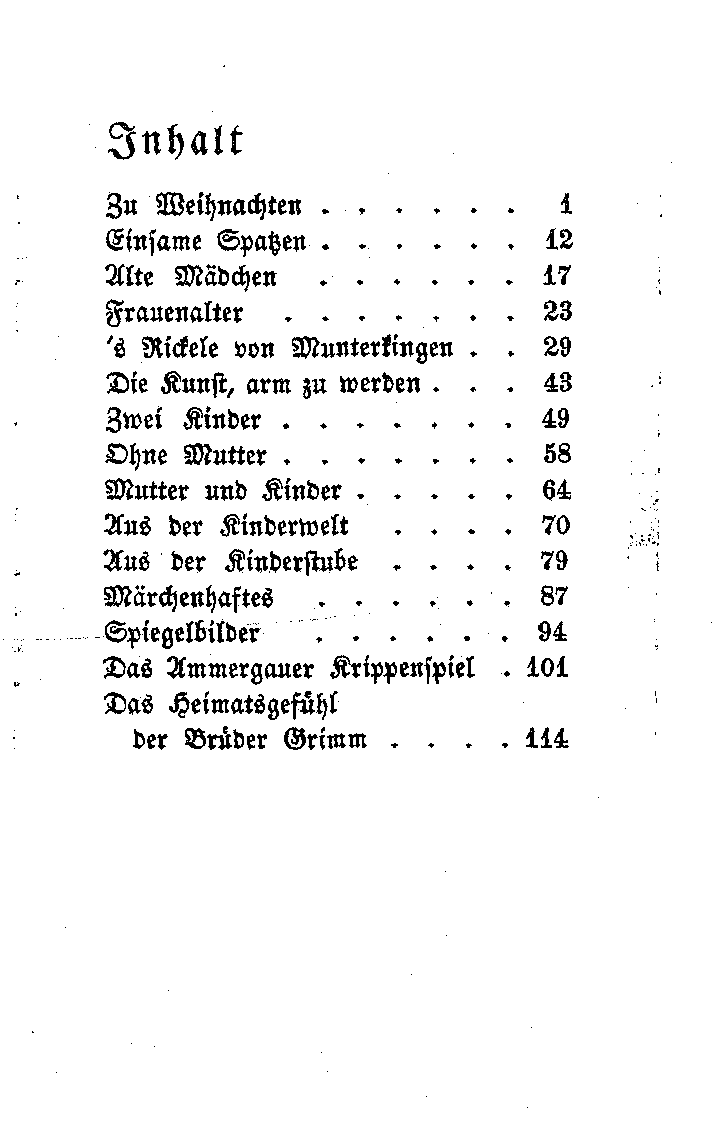 Inhalt
Zu Weihnachten . . . . . . 1
Einsame Spatzen . . . . . . 12
Alte Mädchen . . . . . . 17
Frauenalter . . . . . . . 23
's Rickele von Munterkingen . . 29
Die Kunst, arm zu werden . . . 43
Zwei Kinder . . . . . . . 49
Ohne Mutter . . . . . . . 58
Mutter und Kinder . . . . . 64
Aus der Kinderwelt . . . . 70
Aus der Kinderstube . . . . 79
Märchenhaftes . . . . . . 87
Spiegelbilder . . . . . . 94
Das Ammergauer Krippenspiel . 101
Das Heimatsgefühl
der Brüder Grimm . . . . 114